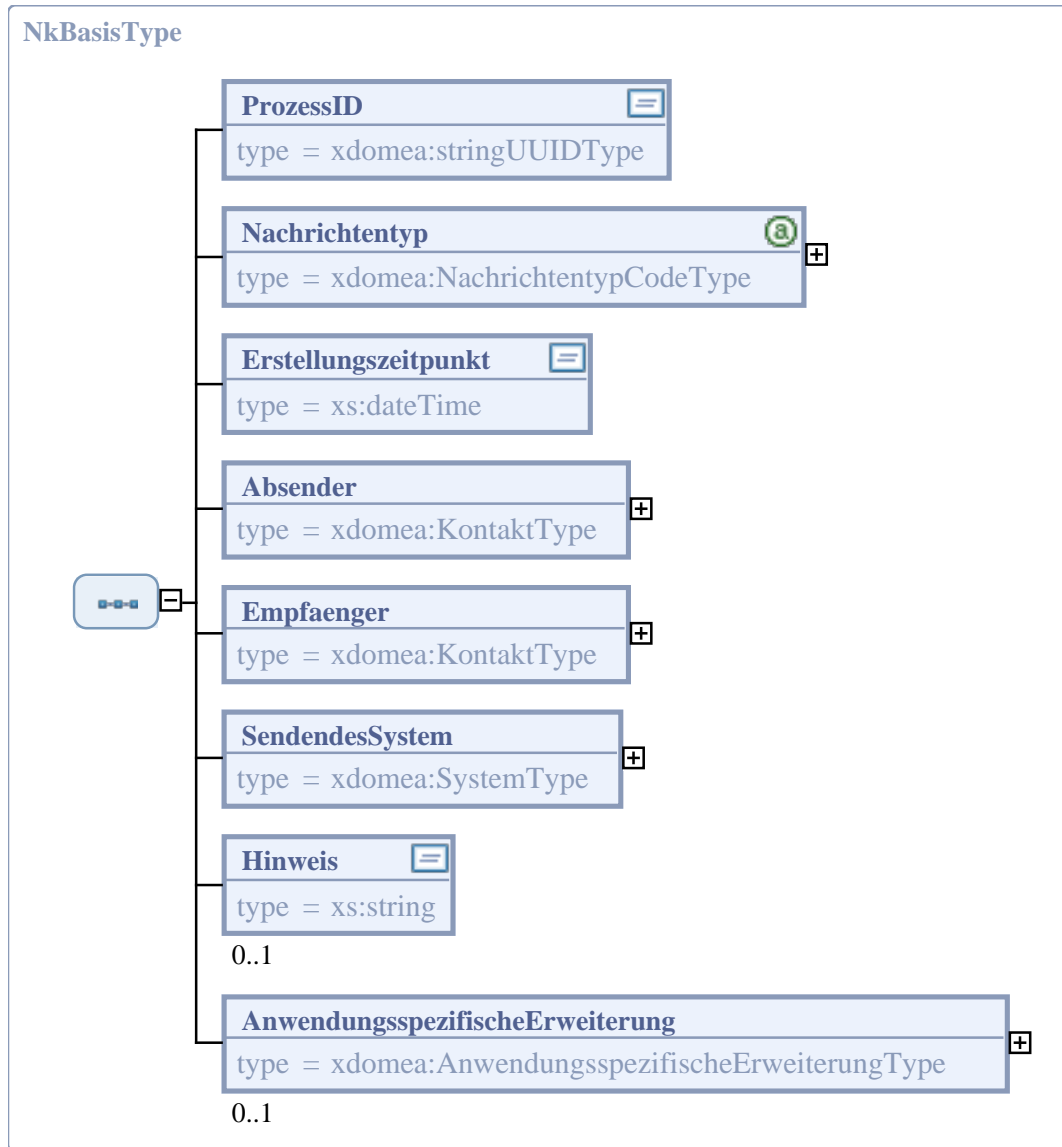 NkBasisType
ProzessID
type = xdomea:stringUUIDType
Nachrichtentyp
type = xdomea:NachrichtentypCodeType
Erstellungszeitpunkt
type = xs:dateTime
Absender
type = xdomea:KontaktType
Empfaenger
type = xdomea:KontaktType
SendendesSystem
type = xdomea:SystemType
Hinweis
type = xs:string
0..1
AnwendungsspezifischeErweiterung
type = xdomea:AnwendungsspezifischeErweiterungType
0..1